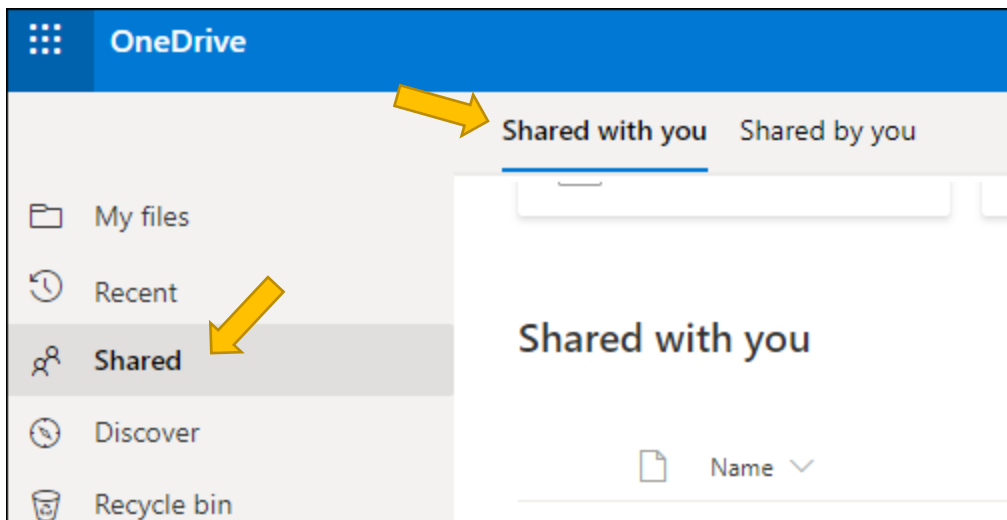 OneDrive
Shared with you Shared by you
My files
Recent
Shared
Discover
Recycle bin
Shared with you
Name